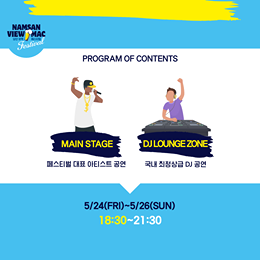 NAMSAN
VIEW MAC
Festival
PROGRAM OF CONTENTS
MAIN STAGE
DJ LOUNGE ZONE
페스티벌 대표 아티스트 공연
국내 최정상급 DJ 공연
5/24(FRI)~5/26(SUN)
18:30~21:30